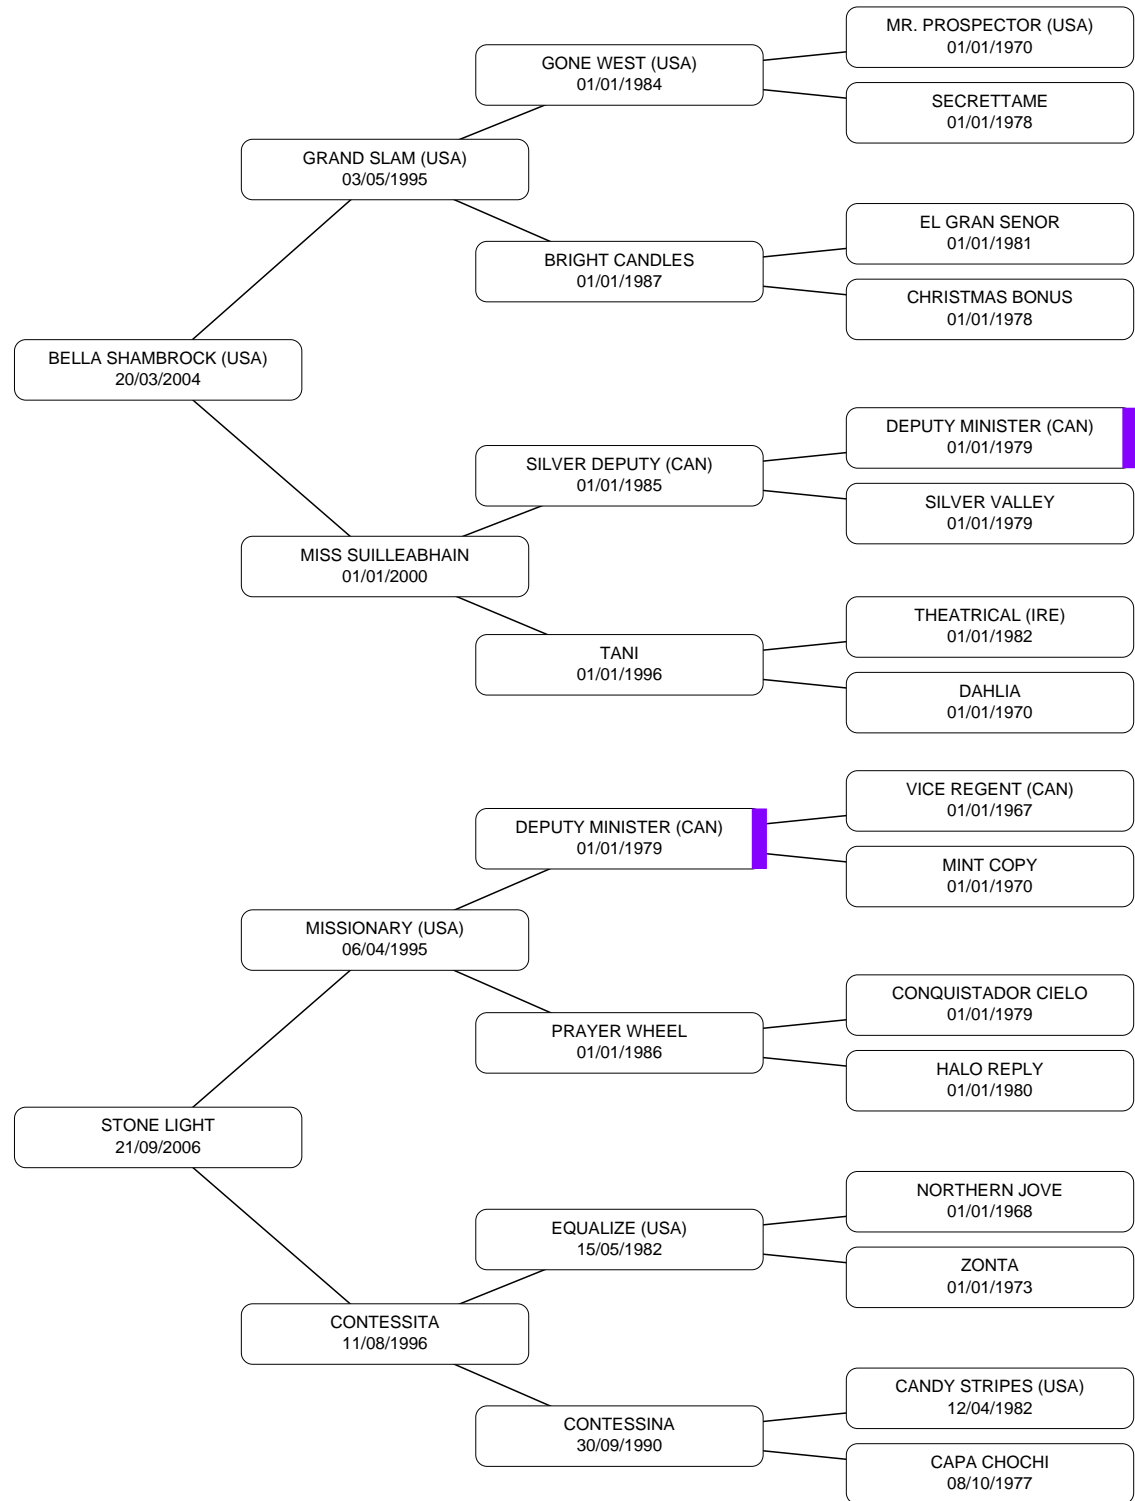 MR. PROSPECTOR (USA)
01/01/1970
GONE WEST (USA)
01/01/1984
SECRETTAME
01/01/1978
GRAND SLAM (USA)
03/05/1995
EL GRAN SENOR
01/01/1981
BRIGHT CANDLES
01/01/1987
CHRISTMAS BONUS
01/01/1978
BELLA SHAMBROCK (USA)
20/03/2004
DEPUTY MINISTER (CAN)
01/01/1979
SILVER DEPUTY (CAN)
01/01/1985
SILVER VALLEY
01/01/1979
MISS SUILLEABHAIN
01/01/2000
THEATRICAL (IRE)
01/01/1982
TANI
01/01/1996
DAHLIA
01/01/1970
VICE REGENT (CAN)
01/01/1967
DEPUTY MINISTER (CAN)
01/01/1979
MINT COPY
01/01/1970
MISSIONARY (USA)
06/04/1995
CONQUISTADOR CIELO
01/01/1979
PRAYER WHEEL
01/01/1986
HALO REPLY
01/01/1980
STONE LIGHT
21/09/2006
NORTHERN JOVE
01/01/1968
EQUALIZE (USA)
15/05/1982
ZONTA
01/01/1973
CONTESSITA
11/08/1996
CANDY STRIPES (USA)
12/04/1982
CONTESSINA
30/09/1990
CAPA CHOCHI
08/10/1977